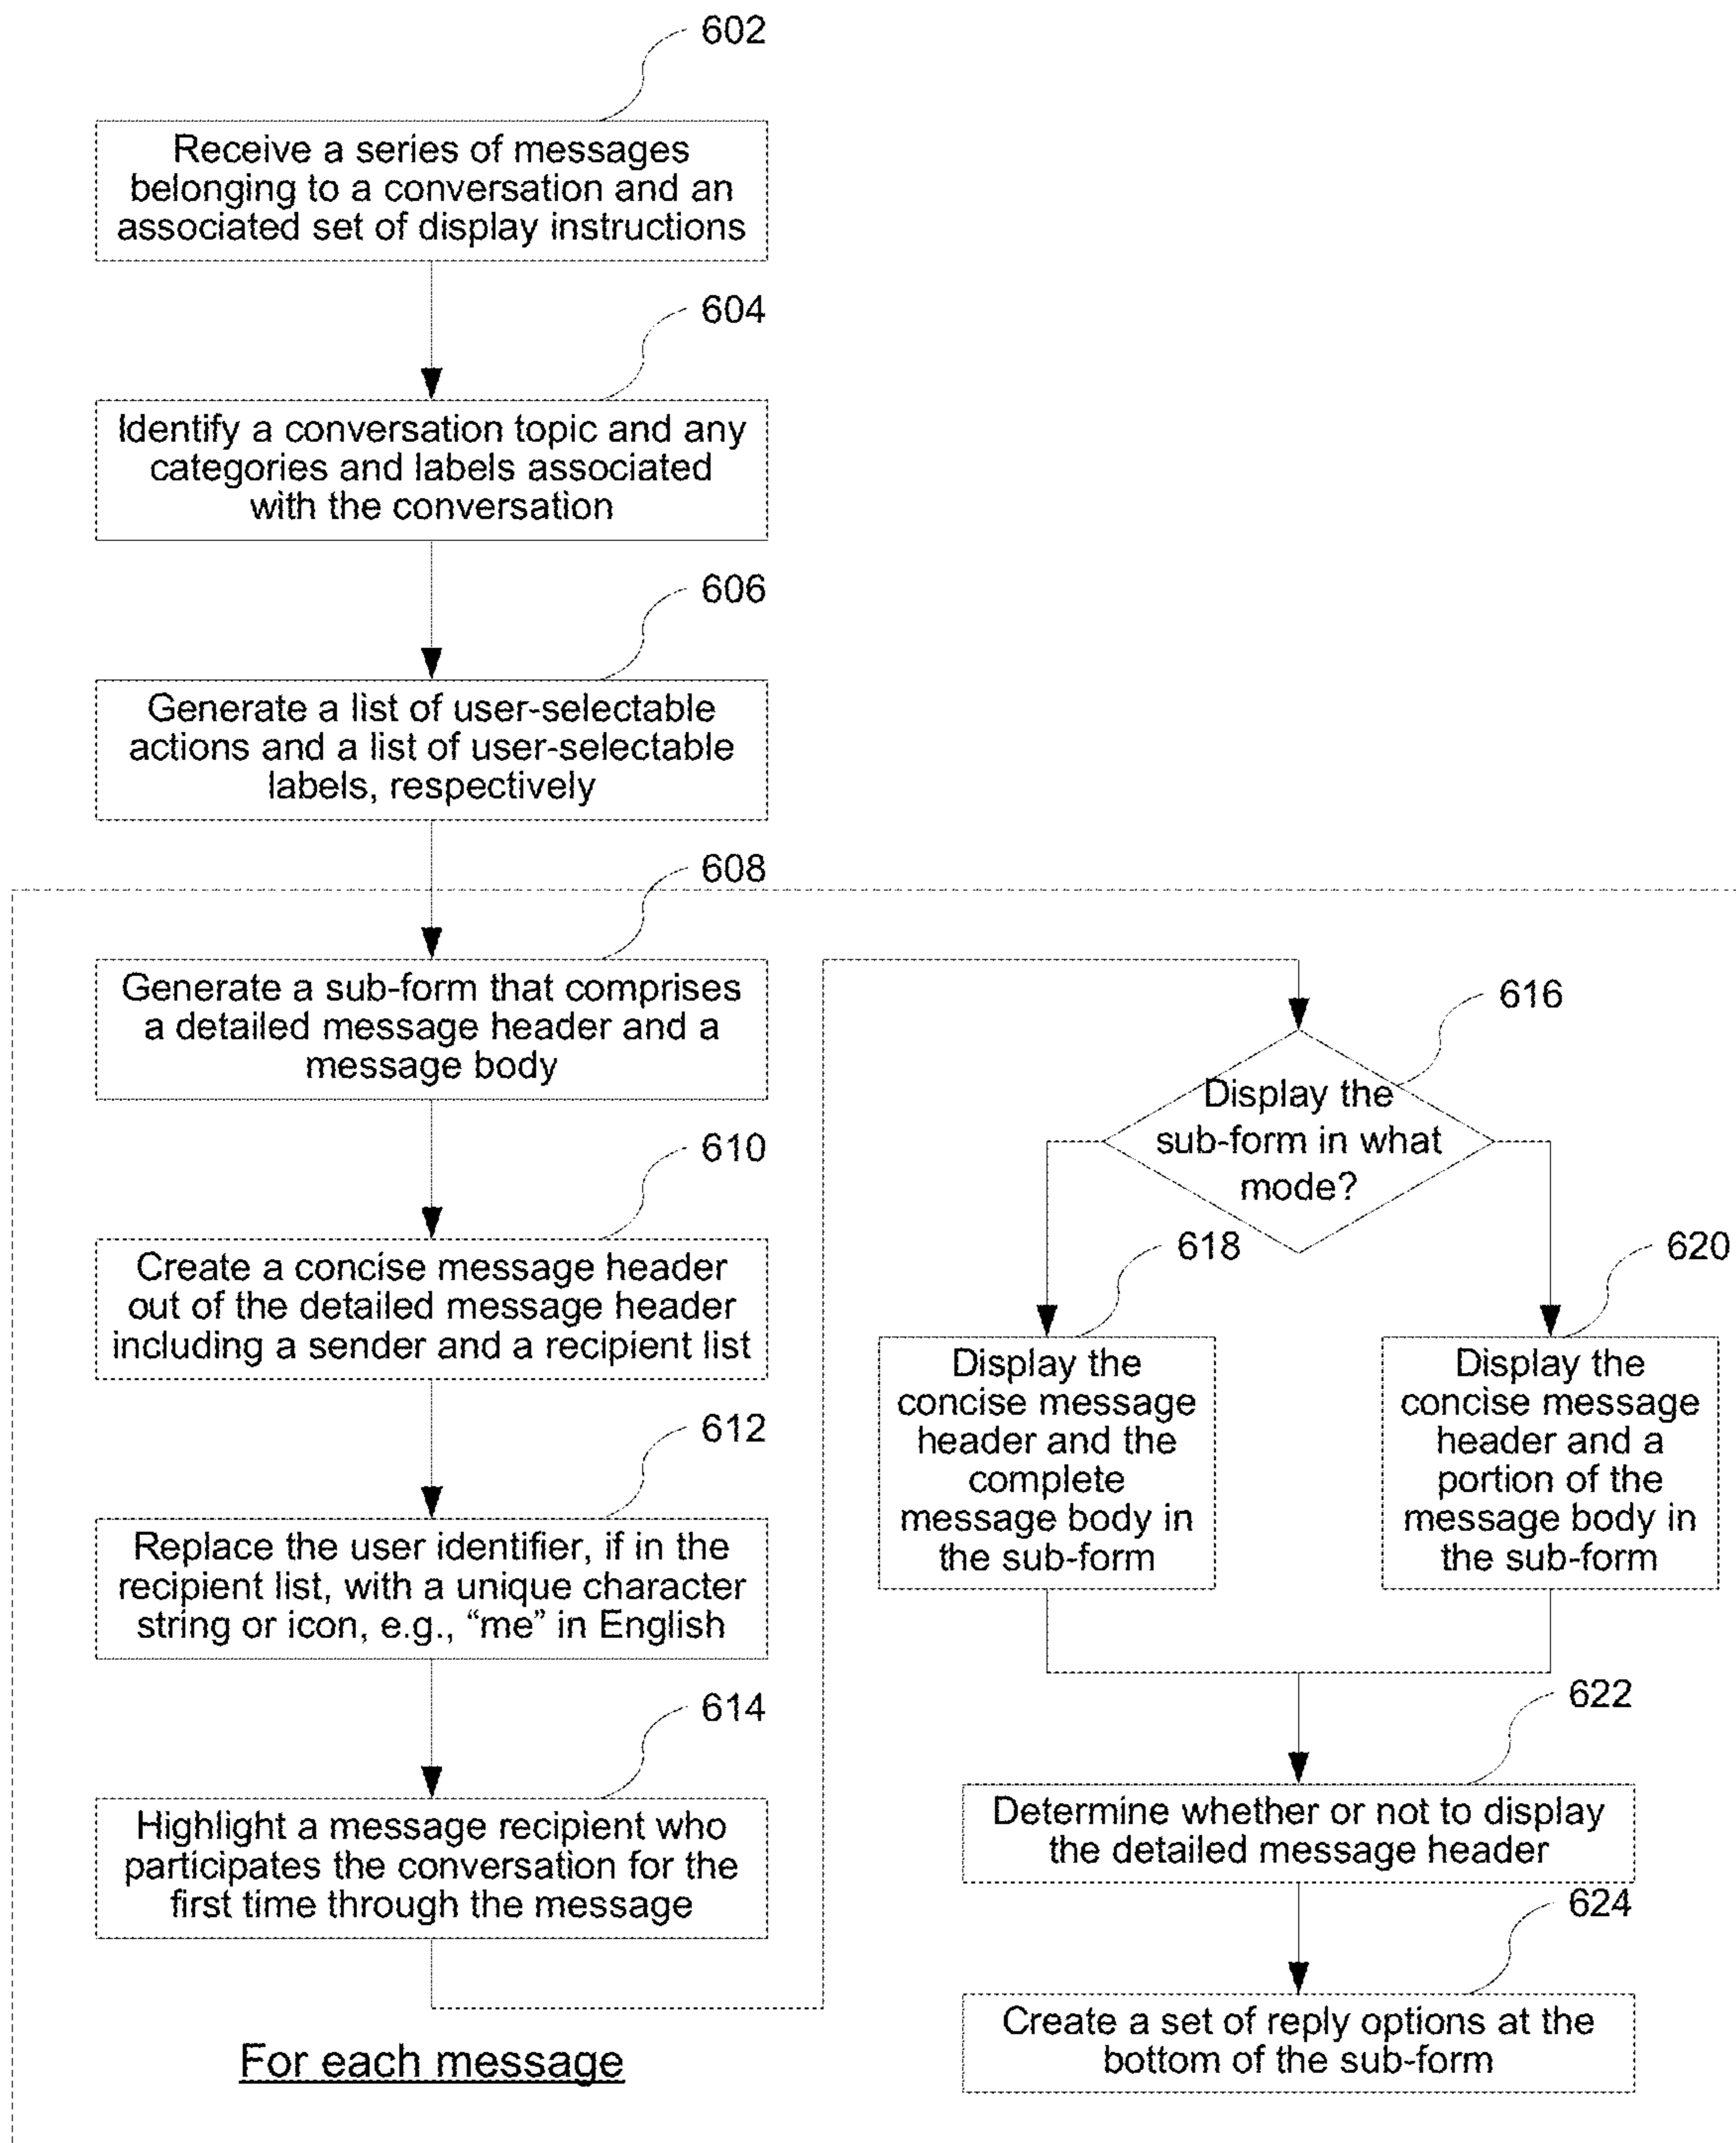 602
Receive a series of messages
belonging to a conversation and an
associated set of display instructions
604
Identify a conversation topic and any
categories and labels associated
with the conversation
606
Generate a list of user-selectable
actions and a list of user-selectable
labels, respectively
608
Generate a sub-form that comprises
a detailed message header and a
message body
610
Create a concise message header
out of the detailed message header
including a sender and a recipient list
612
Replace the user identifier, if in the
recipient list, with a unique character
string or icon, e.g., “me” in English
614
Highlight a message recipient who
participates the conversation for the
first time through the message
For each message
616
Display the
sub-form in what
mode?
618
Display the
concise message
header and the
complete
message body in
the sub-form
620
Display the
concise message
header and a
portion of the
message body in
the sub-form
622
Determine whether or not to display
the detailed message header
624
Create a set of reply options at the
bottom of the sub-form